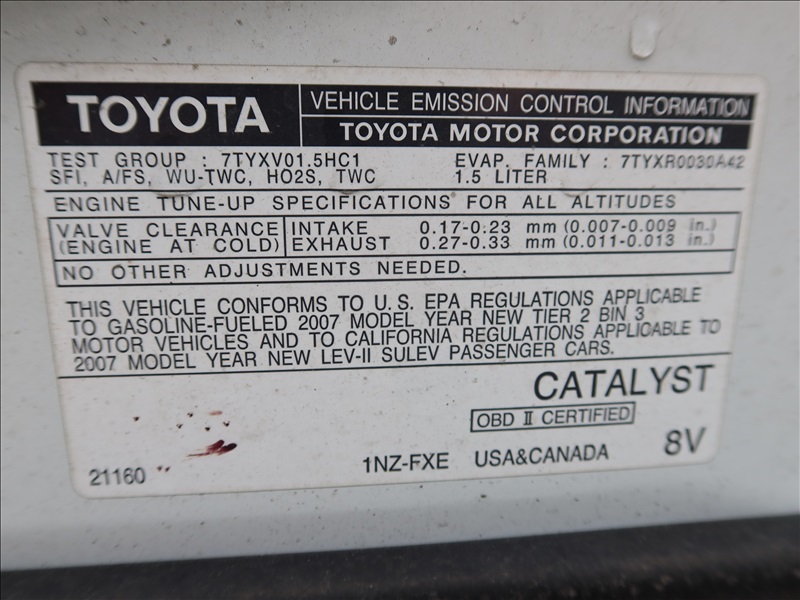 TOYOTA
VEHICLE EMISSION CONTROL INFORMATION
TOYOTA MOTOR CORPORATION
TEST GROUP : 7TYXV01.5HC1 EVAP. FAMILY : 7TYXR0030A42
SFI, A/FS, WU-TWC, HO2S, TWC 1.5 LITER
ENGINE TUNE-UP SPECIFICATIONS FOR ALL ALTITUDES
VALVE CLEARANCE INTAKE 0.17-0.23 mm (0.007-0.009 in.)
(ENGINE AT COLD) EXHAUST 0.27-0.33 mm (0.011-0.013 in.)
NO OTHER ADJUSTMENTS NEEDED.
THIS VEHICLE CONFORMS TO U.S. EPA REGULATIONS APPLICABLE
TO GASOLINE-FUELED 2007 MODEL YEAR NEW TIER 2 BIN 3
MOTOR VEHICLES AND TO CALIFORNIA REGULATIONS APPLICABLE TO
2007 MODEL YEAR NEW LEV-II SULEV PASSENGER CARS.
CATALYST
OBD II CERTIFIED
21160 1NZ-FXE USA&CANADA 8V